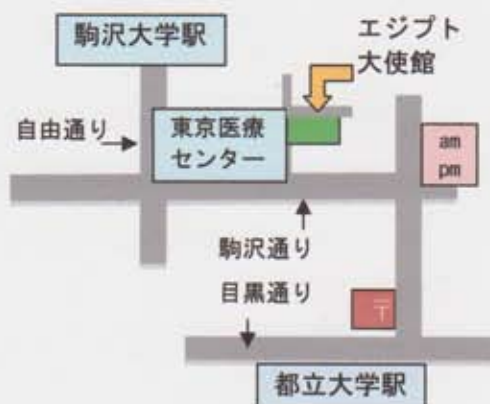 駒沢大学駅
エジプト
大使館
自由通り
東京医療
センター
am
pm
駒沢通り
目黒通り
〒
都立大学駅